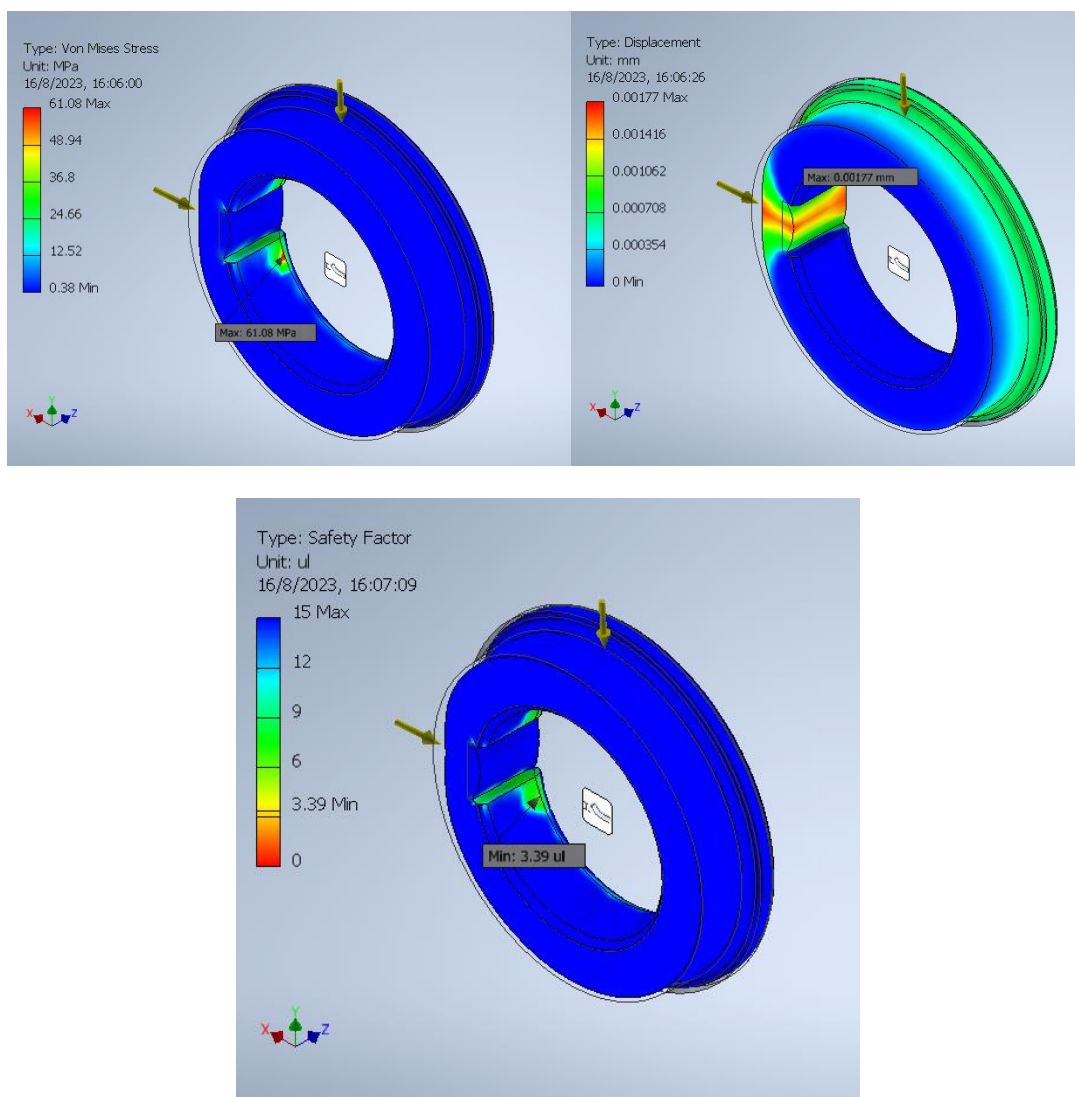 Type: Von Mises Stress
Unit: MPa
16/8/2023, 16:06:00
61.08 Max
48.94
36.8
24.66
12.52
0.38 Min
Max: 61.08 MPa
Y
X
Z
Type: Displacement
Unit: mm
16/8/2023, 16:06:26
0.00177 Max
0.001416
0.001062
0.000708
0.000354
0 Min
Max: 0.00177 mm
Y
X
Z
Type: Safety Factor
Unit: ul
16/8/2023, 16:07:09
15 Max
12
9
6
3.39 Min
0
Min: 3.39 ul
Y
X
Z